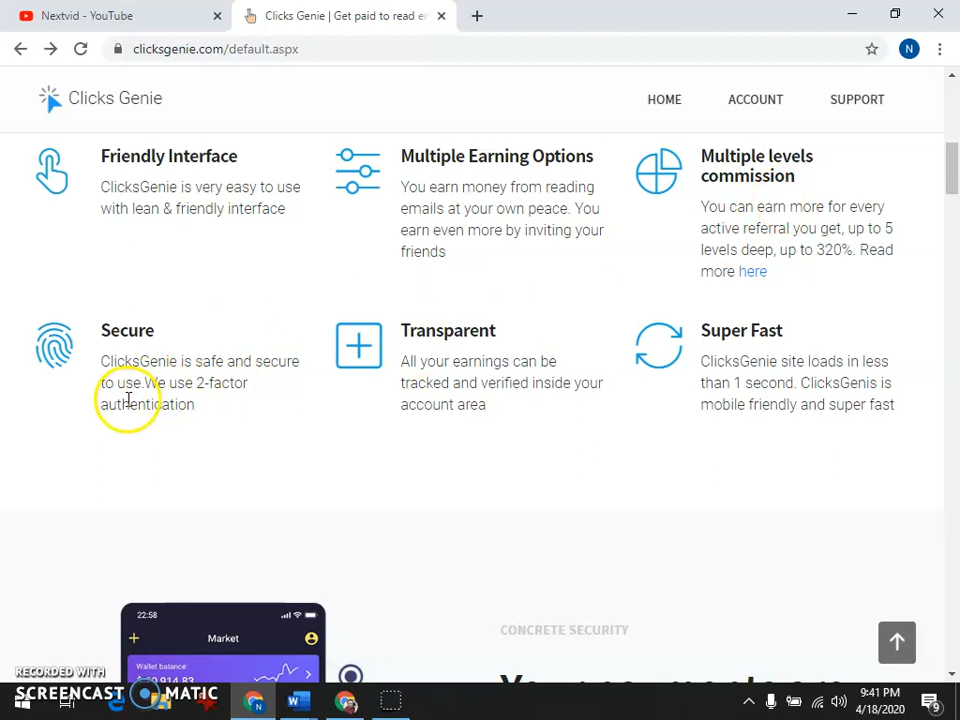 Nextvid - YouTube
Clicks Genie | Get paid to read en
clicksgenie.com/default.aspx
N
Clicks Genie
HOME
ACCOUNT
SUPPORT
Friendly Interface
ClicksGenie is very easy to use
with lean & friendly interface
Multiple Earning Options
You earn money from reading
emails at your own peace. You
earn even more by inviting your
friends
Multiple levels
commission
You can earn more for every
active referral you get, up to 5
levels deep, up to 320%. Read
more here
Secure
ClicksGenie is safe and secure
to use.We use 2-factor
authentication
Transparent
All your earnings can be
tracked and verified inside your
account area
Super Fast
ClicksGenie site loads in less
than 1 second. ClicksGenis is
mobile friendly and super fast
22:58
Market
Wallet balance:
914.83
CONCRETE SECURITY
RECORDED WITH
SCREENCAST MATIC
9:41 PM
4/18/2020
9